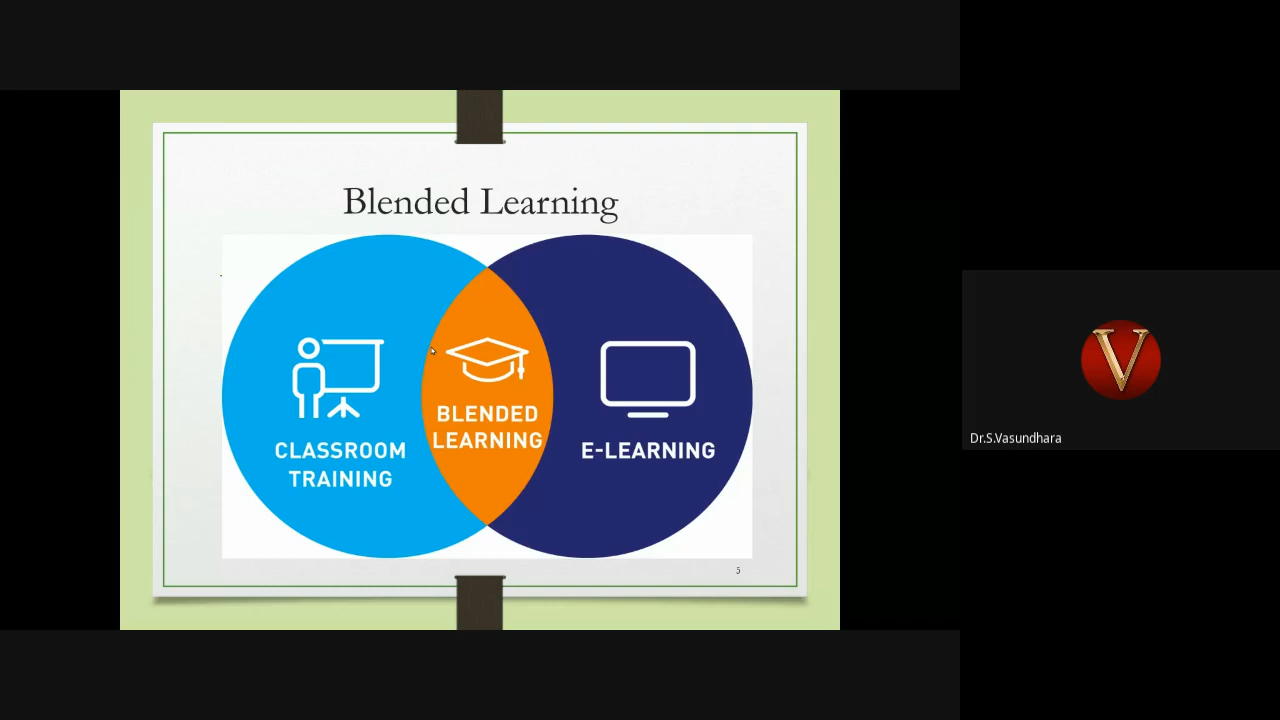 Blended Learning
CLASSROOM
TRAINING
BLENDED
LEARNING
E-LEARNING
5
V
Dr.S.Vasundhara